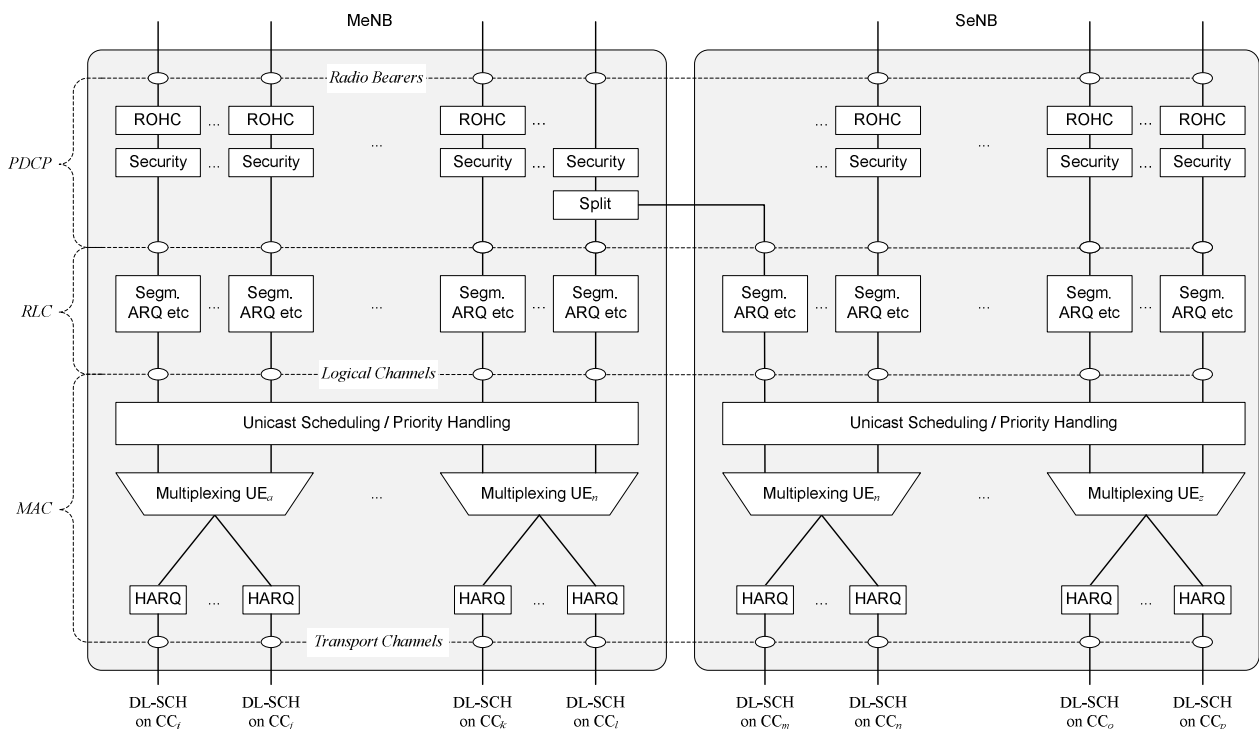 MeNB SeNB
Radio Bearers
ROHC ... ROHC ROHC ... ... ROHC ROHC ... ROHC
... ...
PDCP
Security ... Security Security ... Security ... Security Security ... Security
Split
RLC
Segm. Segm. Segm. Segm. Segm. Segm. Segm. Segm.
ARQ etc ... ARQ etc ... ARQ etc ... ARQ etc ARQ etc ... ARQ etc ... ARQ etc ... ARQ etc
Logical Channels
Unicast Scheduling / Priority Handling Unicast Scheduling / Priority Handling
Multiplexing UEa ... Multiplexing UEn Multiplexing UEn ... Multiplexing UEz
MAC
HARQ ... HARQ HARQ ... HARQ HARQ ... HARQ HARQ ... HARQ
Transport Channels
DL-SCH DL-SCH DL-SCH DL-SCH DL-SCH DL-SCH DL-SCH DL-SCH
on CCi on CCj on CCk on CCl on CCm on CCn on CCo on CCp